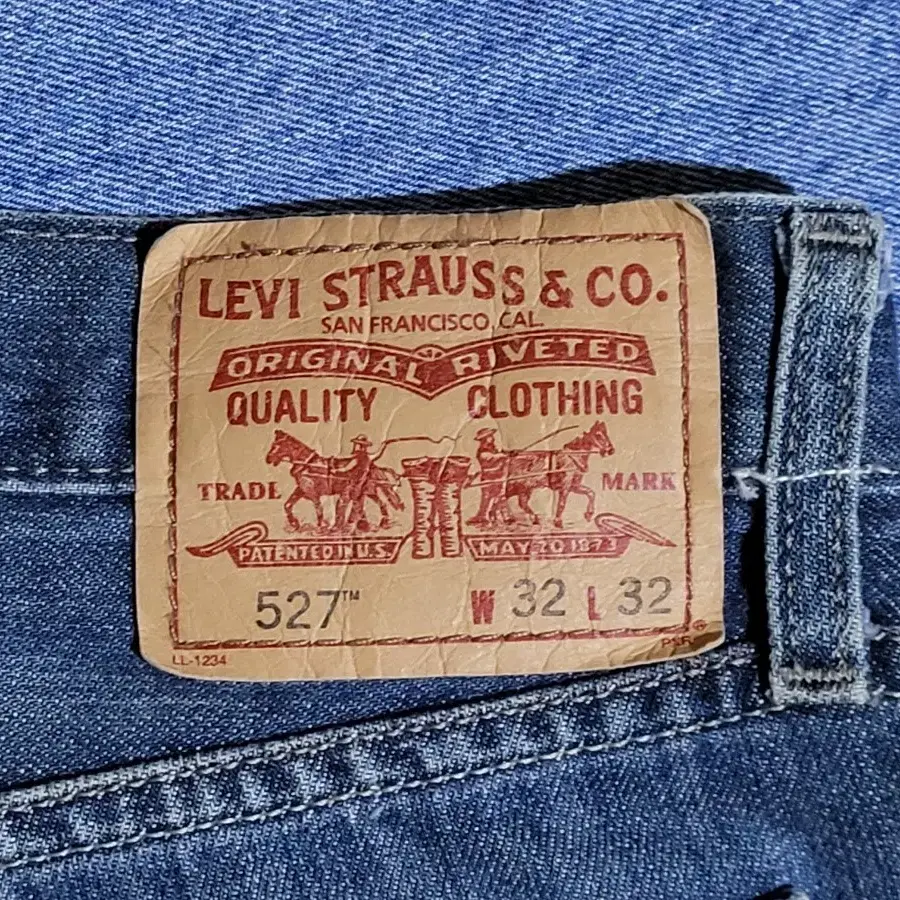 LEVI STRAUSS & CO.
SAN FRANCISCO, CAL.
ORIGINAL RIVETED
QUALITY CLOTHING
TRADE MARK
PATENTED IN U.S. MAY 20 1873
527™ W 32 L 32
LL-1234